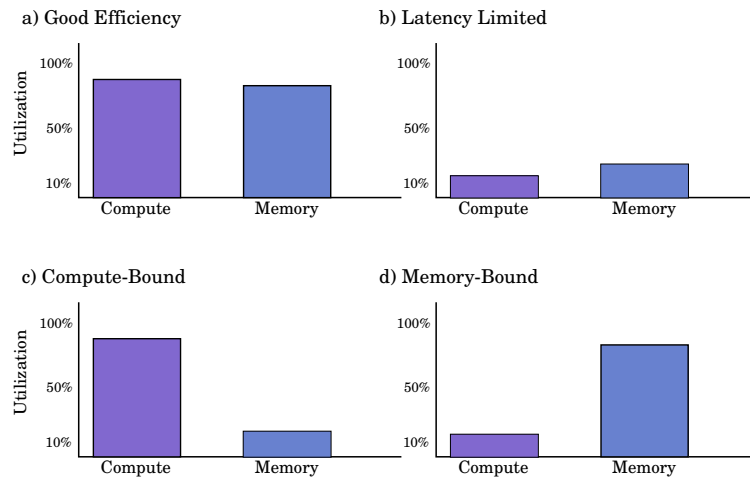 a) Good Efficiency
Utilization
100%
50%
10%
Compute Memory
b) Latency Limited
100%
50%
10%
Compute Memory
c) Compute-Bound
Utilization
100%
50%
10%
Compute Memory
d) Memory-Bound
100%
50%
10%
Compute Memory